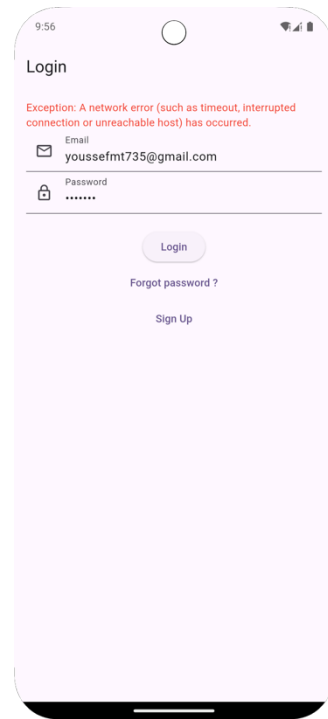 9:56
Login
Exception: A network error (such as timeout, interrupted
connection or unreachable host) has occurred.
Email
youssefmt735@gmail.com
Password
•••••••
Login
Forgot password ?
Sign Up